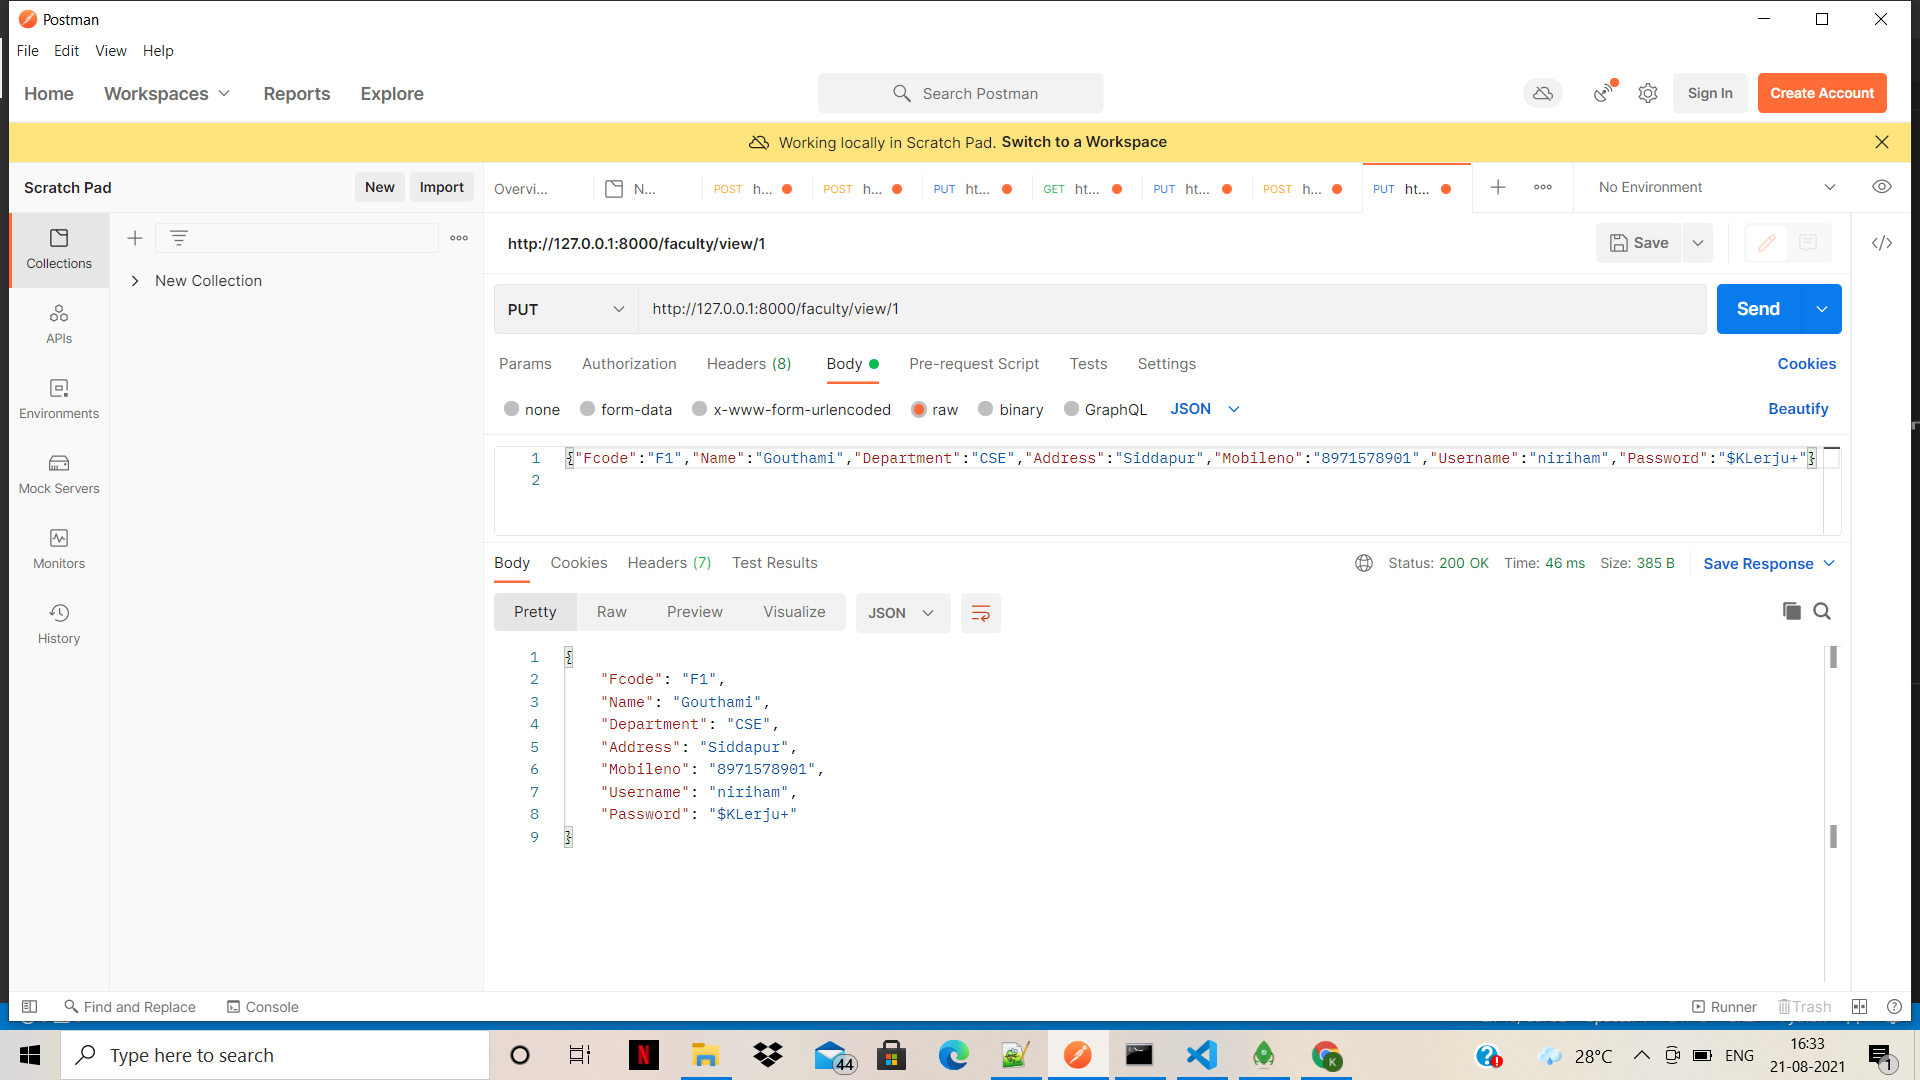 Postman
File Edit View Help
Home Workspaces Reports Explore
Search Postman
Sign In
Create Account
Working locally in Scratch Pad. Switch to a Workspace
Scratch Pad
New
Import
Overvi...
N...
POST h...
POST h...
PUT ht...
GET ht...
PUT ht...
POST h...
PUT ht...
No Environment
http://127.0.0.1:8000/faculty/view/1
Save
Collections
New Collection
APIs
Environments
Mock Servers
Monitors
History
PUT
http://127.0.0.1:8000/faculty/view/1
Send
Params Authorization Headers (8) Body Pre-request Script Tests Settings
Cookies
none form-data x-www-form-urlencoded raw binary GraphQL JSON
Beautify
1 {"Fcode":"F1","Name":"Gouthami","Department":"CSE","Address":"Siddapur","Mobileno":"8971578901","Username":"niriham","Password":"$KLerju+"}
2
Body Cookies Headers (7) Test Results
Status: 200 OK Time: 46 ms Size: 385 B
Save Response
Pretty Raw Preview Visualize JSON
1 {
2 "Fcode": "F1",
3 "Name": "Gouthami",
4 "Department": "CSE",
5 "Address": "Siddapur",
6 "Mobileno": "8971578901",
7 "Username": "niriham",
8 "Password": "$KLerju+"
9 }
Find and Replace
Console
Runner
Trash
Type here to search
44
28°C
ENG
16:33
21-08-2021
1